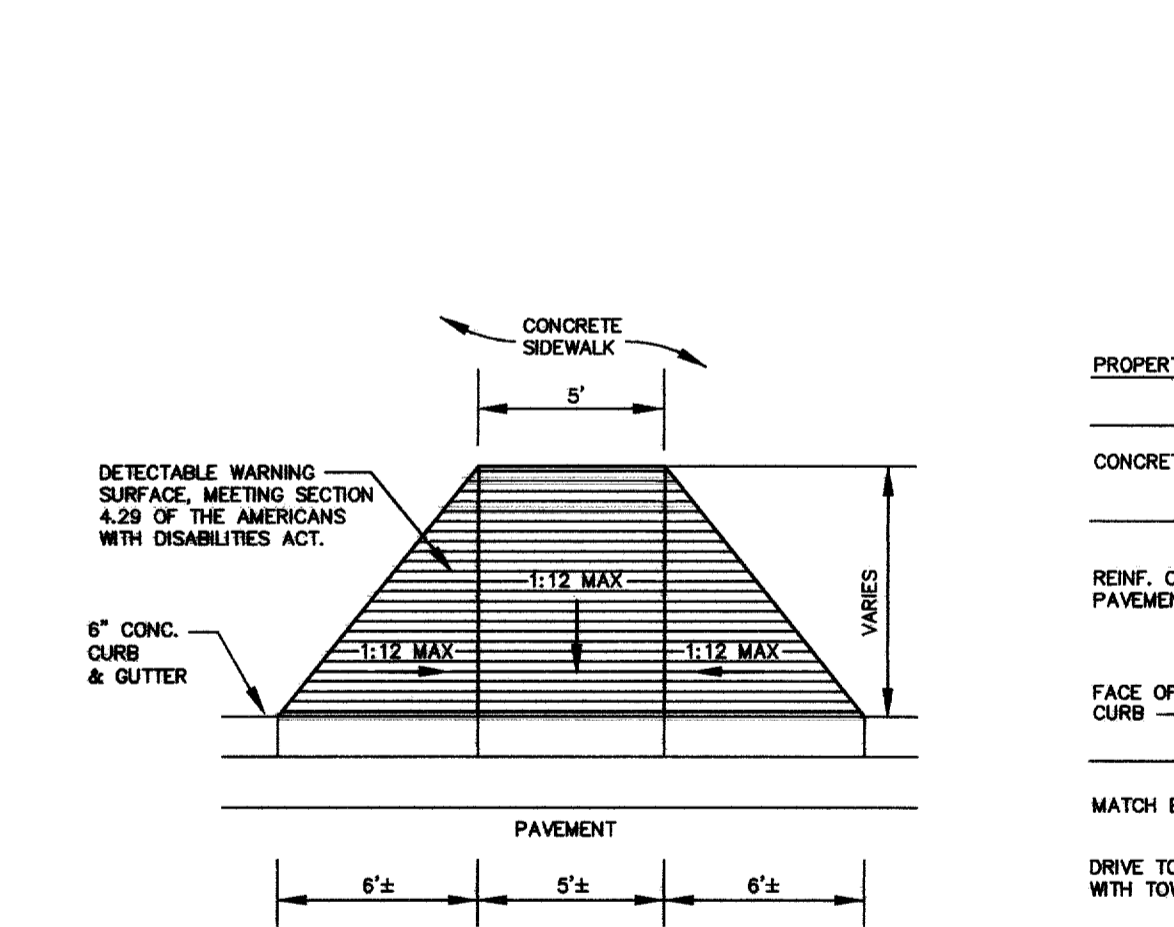 CONCRETE
SIDEWALK
5'
DETECTABLE WARNING
SURFACE, MEETING SECTION
4.29 OF THE AMERICANS
WITH DISABILITIES ACT.
1:12 MAX
6" CONC.
CURB
& GUTTER
1:12 MAX
1:12 MAX
VARIES
PAVEMENT
6'±
5'±
6'±
PROPERT
CONCRET
REINF. C
PAVEMEN
FACE OF
CURB
MATCH E
DRIVE TO
WITH TOW